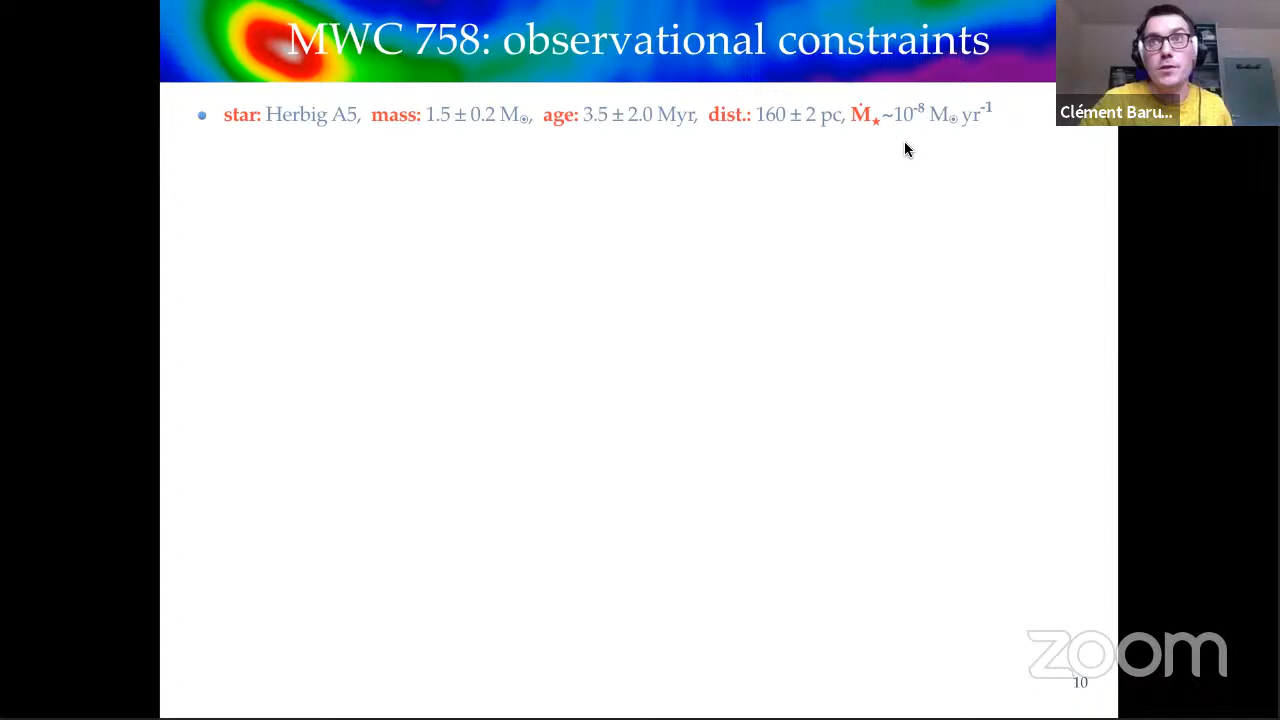 MWC 758: observational constraints
star: Herbig A5, mass: 1.5 ± 0.2 M☉, age: 3.5 ± 2.0 Myr, dist.: 160 ± 2 pc, Ṁ★~10⁻⁸ M☉ yr⁻¹
Clément Baru...
zoom
10